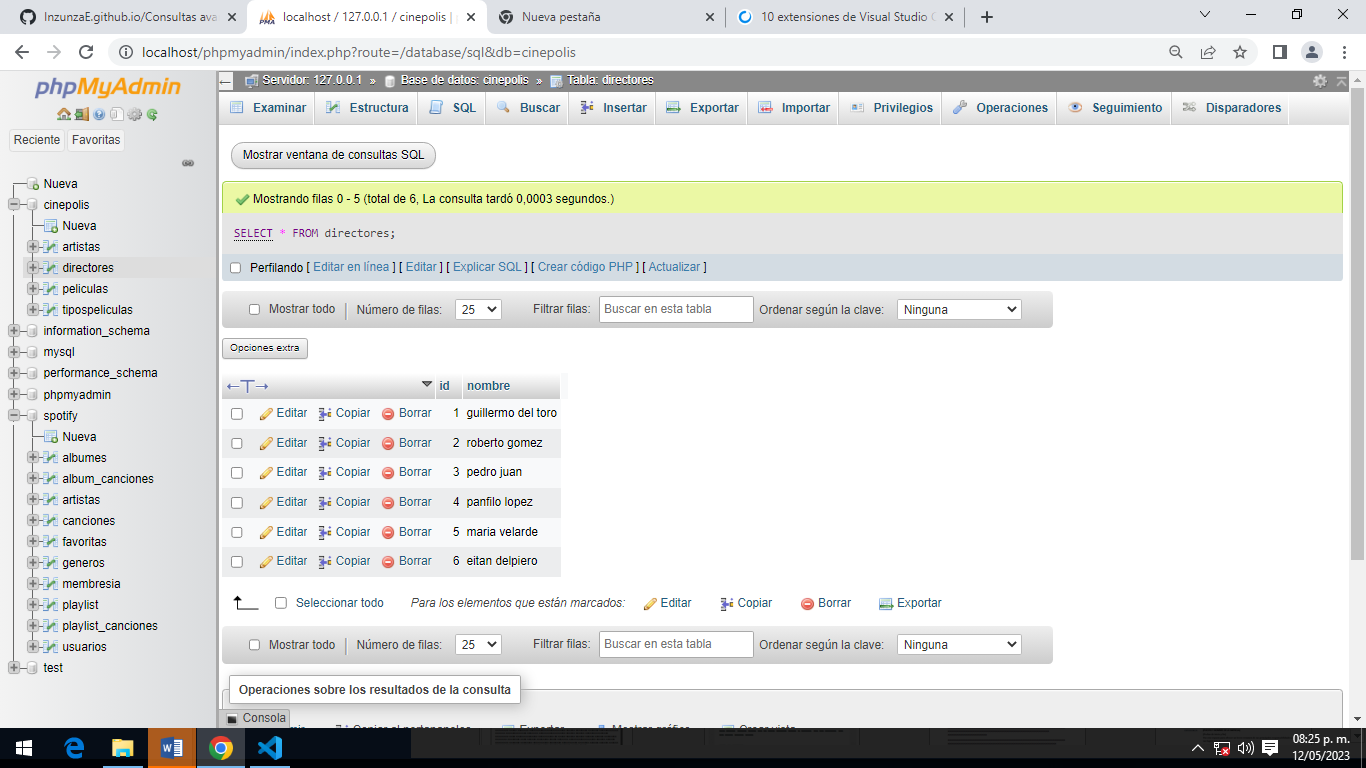 InzunzaE.github.io/Consultas ava
localhost / 127.0.0.1 / cinepolis |
Nueva pestaña
10 extensiones de Visual Studio
localhost/phpmyadmin/index.php?route=/database/sql&db=cinepolis
phpMyAdmin
Reciente Favoritas
Nueva
cinepolis
Nueva
artistas
directores
peliculas
tipospeliculas
information_schema
mysql
performance_schema
phpmyadmin
spotify
Nueva
albumes
album_canciones
artistas
canciones
favoritas
generos
membresia
playlist
playlist_canciones
usuarios
test
Servidor: 127.0.0.1 » Base de datos: cinepolis » Tabla: directores
Examinar Estructura SQL Buscar Insertar Exportar Importar Privilegios Operaciones Seguimiento Disparadores
Mostrar ventana de consultas SQL
Mostrando filas 0 - 5 (total de 6, La consulta tardó 0,0003 segundos.)
SELECT * FROM directores;
Perfilando [ Editar en línea ] [ Editar ] [ Explicar SQL ] [ Crear código PHP ] [ Actualizar ]
Mostrar todo Número de filas: 25 Filtrar filas: Buscar en esta tabla Ordenar según la clave: Ninguna
Opciones extra
←T→ id nombre
Editar Copiar Borrar 1 guillermo del toro
Editar Copiar Borrar 2 roberto gomez
Editar Copiar Borrar 3 pedro juan
Editar Copiar Borrar 4 panfilo lopez
Editar Copiar Borrar 5 maria velarde
Editar Copiar Borrar 6 eitan delpiero
Seleccionar todo Para los elementos que están marcados: Editar Copiar Borrar Exportar
Mostrar todo Número de filas: 25 Filtrar filas: Buscar en esta tabla Ordenar según la clave: Ninguna
Operaciones sobre los resultados de la consulta
Consola
08:25 p. m.
12/05/2023